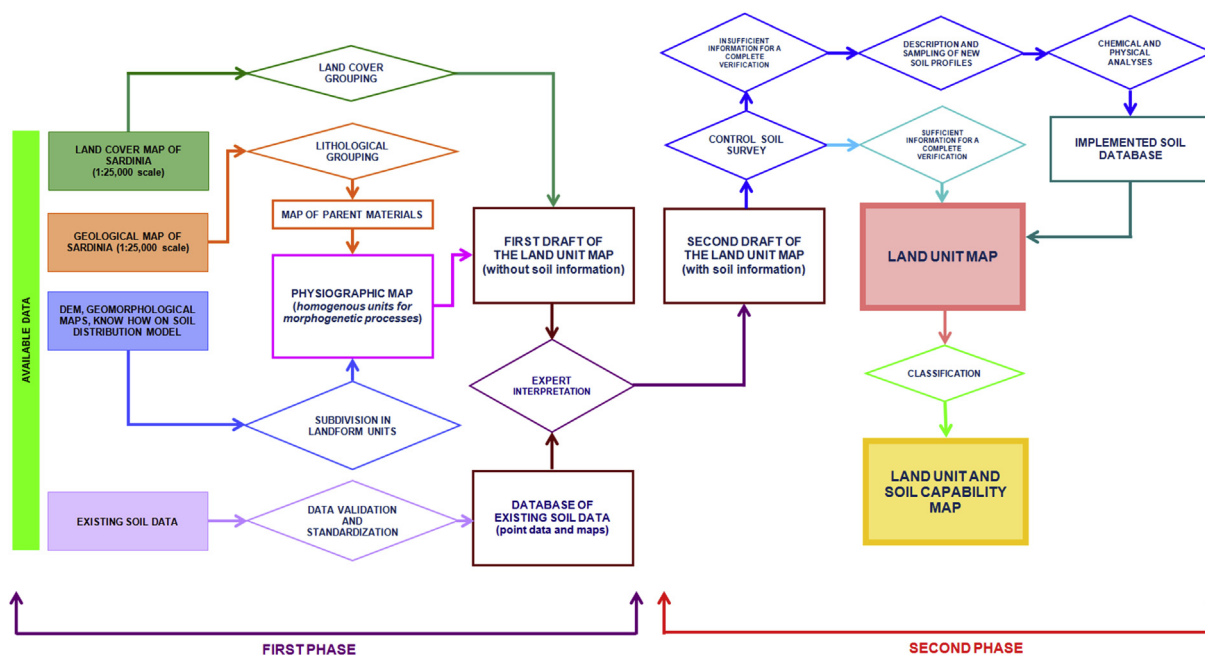 AVAILABLE DATA
LAND COVER MAP OF
SARDINIA
(1:25,000 scale)
GEOLOGICAL MAP OF
SARDINIA (1:25,000 scale)
DEM, GEOMORPHOLOGICAL
MAPS, KNOW HOW ON SOIL
DISTRIBUTION MODEL
EXISTING SOIL DATA
LAND COVER
GROUPING
LITHOLOGICAL
GROUPING
MAP OF PARENT MATERIALS
PHYSIOGRAPHIC MAP
(homogenous units for
morphogenetic processes)
SUBDIVISION IN
LANDFORM UNITS
DATA VALIDATION
AND
STANDARDIZATION
FIRST DRAFT OF
THE LAND UNIT MAP
(without soil information)
EXPERT
INTERPRETATION
DATABASE OF
EXISTING SOIL DATA
(point data and maps)
INSUFFICIENT
INFORMATION FOR A
COMPLETE
VERIFICATION
CONTROL SOIL
SURVEY
SECOND DRAFT OF
THE LAND UNIT MAP
(with soil information)
DESCRIPTION AND
SAMPLING OF NEW
SOIL PROFILES
SUFFICIENT
INFORMATION FOR A
COMPLETE
VERIFICATION
LAND UNIT MAP
CLASSIFICATION
LAND UNIT AND
SOIL CAPABILITY
MAP
CHEMICAL AND
PHYSICAL
ANALYSES
IMPLEMENTED SOIL
DATABASE
FIRST PHASE
SECOND PHASE